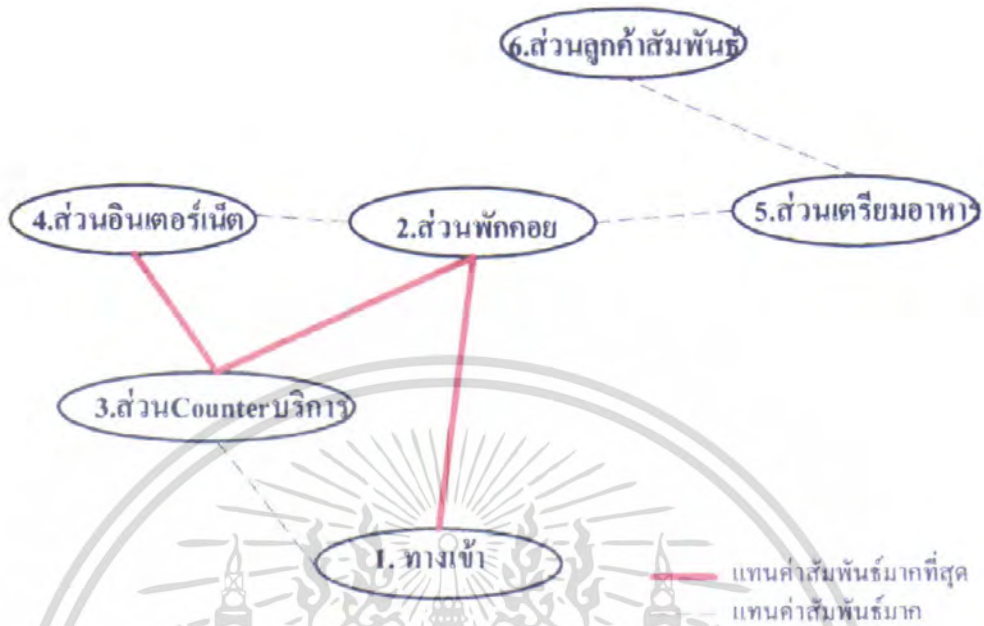 6.ส่วนลูกค้าสัมพันธ์
4.ส่วนอินเตอร์เน็ต
2.ส่วนพักคอย
5.ส่วนเตรียมอาหาร
3.ส่วนCounterบริการ
1. ทางเข้า
แทนค่าสัมพันธ์มากที่สุด
แทนค่าสัมพันธ์มาก